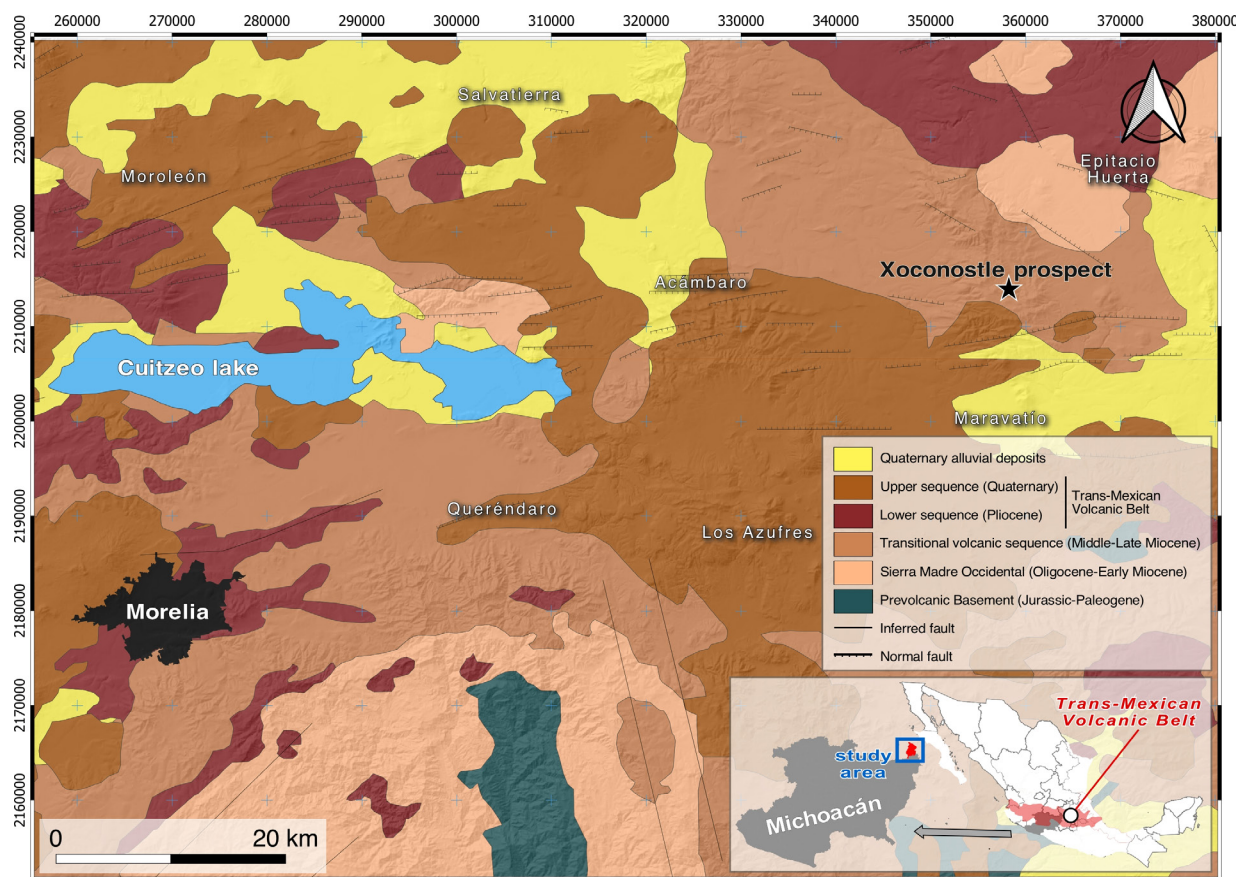 260000 270000 280000 290000 300000 310000 320000 330000 340000 350000 360000 370000 380000
2240000
2230000
2220000
2210000
2200000
2190000
2180000
2170000
2160000
Salvatierra
Moroleón
Epitacio
Huerta
Xoconostle prospect
Acámbaro
Cuitzeo lake
Maravatío
Queréndaro
Los Azufres
Morelia
Quaternary alluvial deposits
Upper sequence (Quaternary)
Lower sequence (Pliocene)
Trans-Mexican
Volcanic Belt
Transitional volcanic sequence (Middle-Late Miocene)
Sierra Madre Occidental (Oligocene-Early Miocene)
Prevolcanic Basement (Jurassic-Paleogene)
Inferred fault
Normal fault
Trans-Mexican
Volcanic Belt
study
area
Michoacán
0 20 km